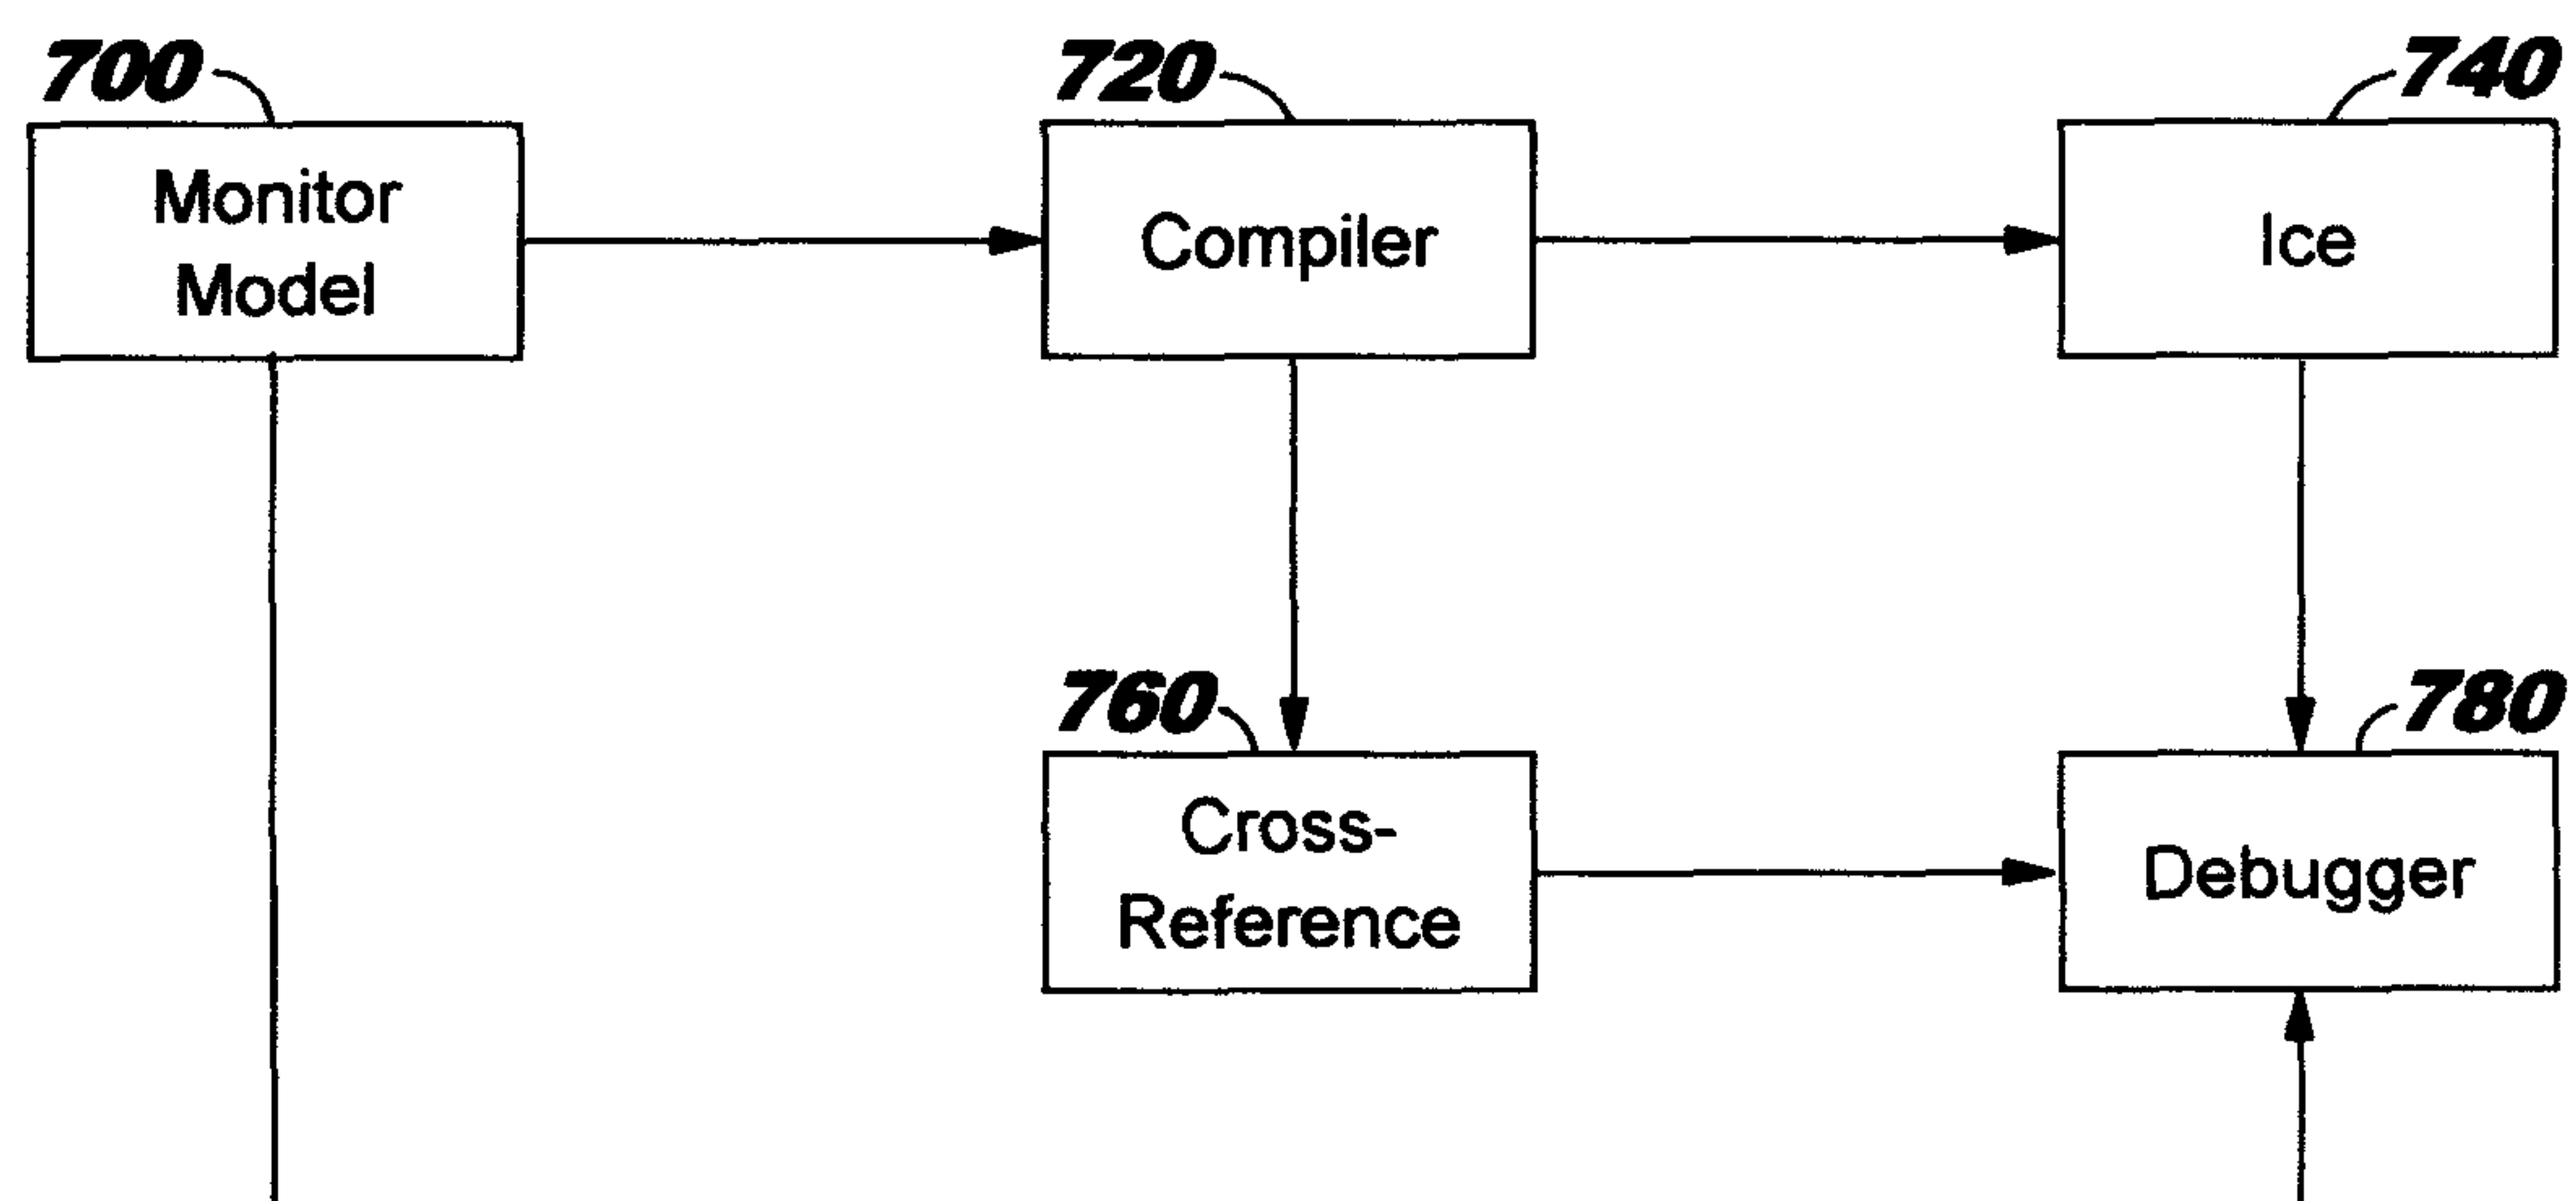 700
Monitor
Model
720
Compiler
740
Ice
760
Cross-
Reference
780
Debugger